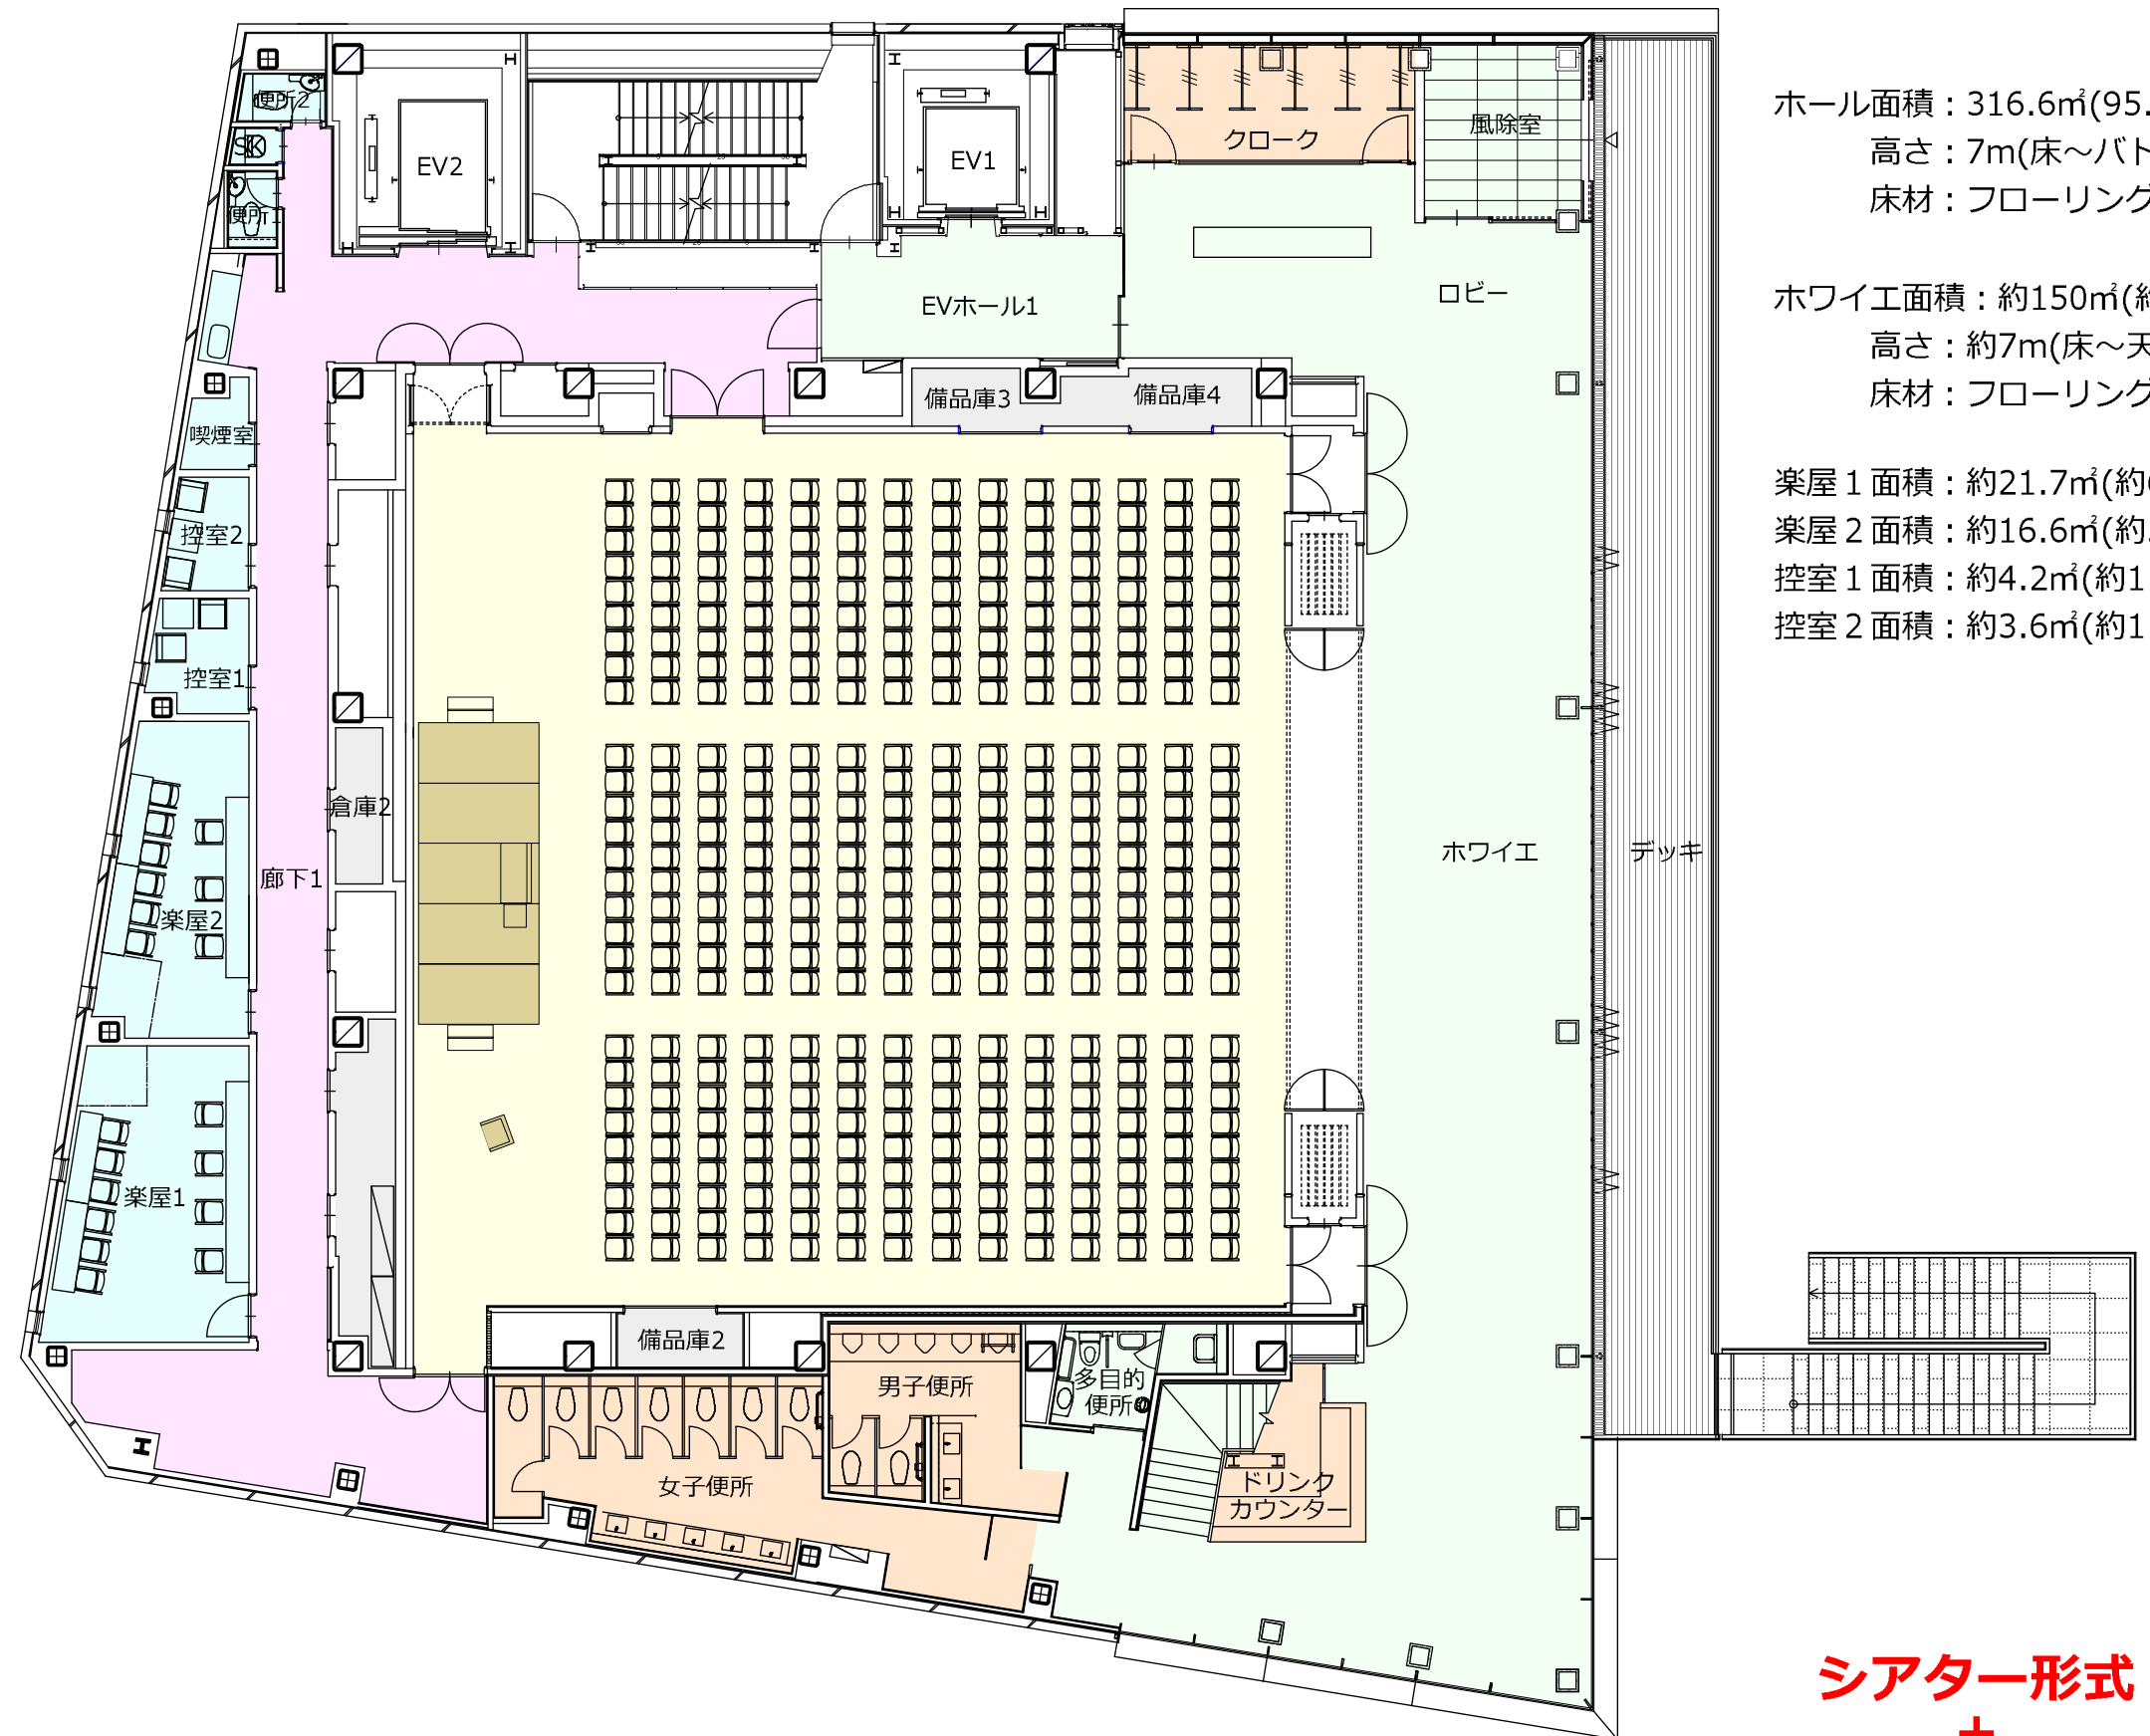 便所2
SK
便所1
EV2
EV1
クローク
風除室
EVホール1
ロビー
備品庫3
備品庫4
喫煙室
控室2
控室1
倉庫2
廊下1
楽屋2
楽屋1
ホワイエ
デッキ
備品庫2
男子便所
多目的
便所
女子便所
ドリンク
カウンター
ホール面積：316.6㎡(95.
高さ：7m(床～バト
床材：フローリング
ホワイエ面積：約150㎡(約
高さ：約7m(床～天
床材：フローリング
楽屋１面積：約21.7㎡(約
楽屋２面積：約16.6㎡(約
控室１面積：約4.2㎡(約1
控室２面積：約3.6㎡(約1
シアター形式
＋